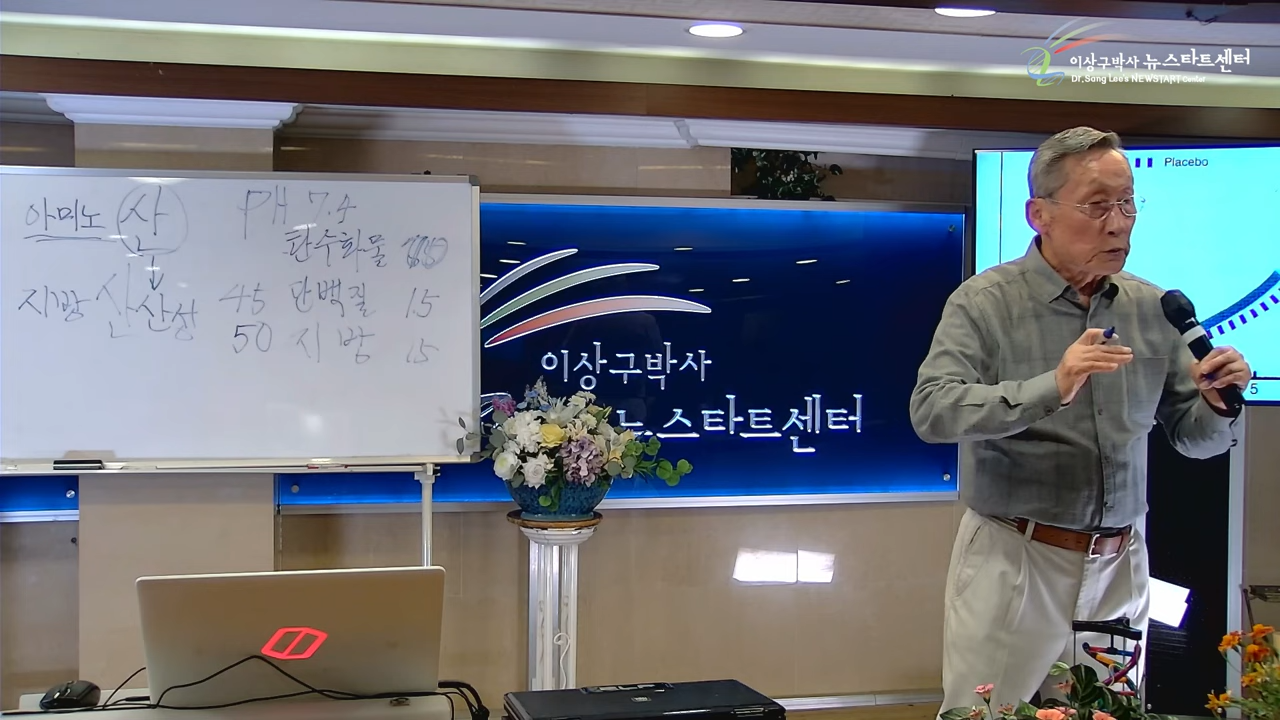 이상구박사 뉴스타트센터
Dr. Sang Lee's NEWSTART Center
Placebo
아미노 산 PH 7.4
탄수화물
지방 산 산성 45 단백질 15
50 지방 15
이상구박사
뉴스타트센터
5